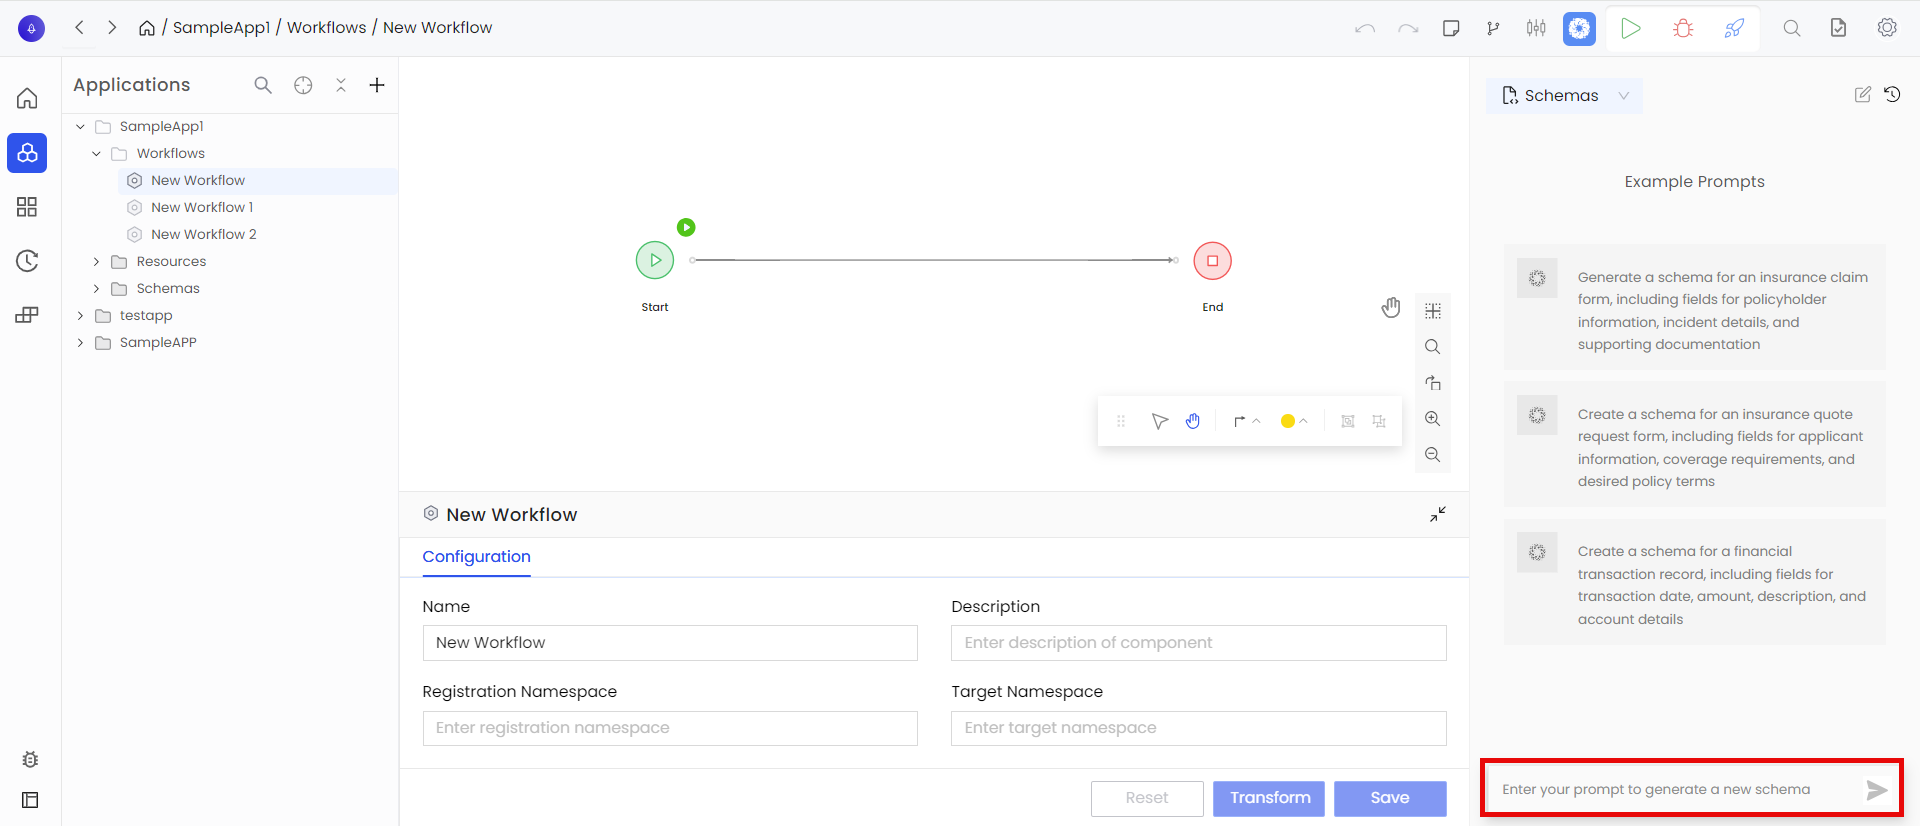 / SampleApp1 / Workflows / New Workflow
Applications
SampleApp1
Workflows
New Workflow
New Workflow 1
New Workflow 2
Resources
Schemas
testapp
SampleAPP
Start
End
New Workflow
Configuration
Name
Description
New Workflow
Enter description of component
Registration Namespace
Target Namespace
Enter registration namespace
Enter target namespace
Reset
Transform
Save
Schemas
Example Prompts
Generate a schema for an insurance claim
form, including fields for policyholder
information, incident details, and
supporting documentation
Create a schema for an insurance quote
request form, including fields for applicant
information, coverage requirements, and
desired policy terms
Create a schema for a financial
transaction record, including fields for
transaction date, amount, description, and
account details
Enter your prompt to generate a new schema